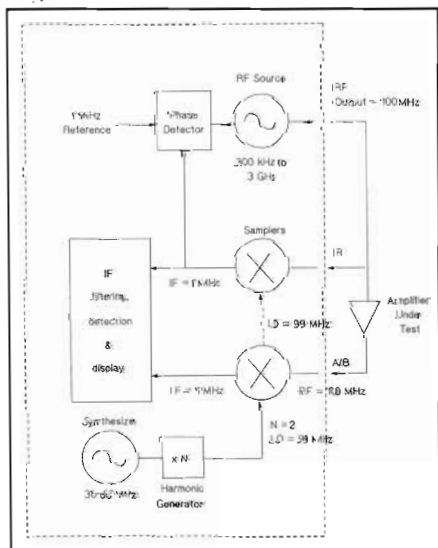 RF Source
RF
Output = 100 MHz
1 MHz
Reference
Phase
Detector
300 kHz to
3 GHz
Samplers
IF
filtering,
detection
&
display
IF = 1 MHz
R
Amplifier
Under
Test
LO = 99 MHz
A/B
IF = 1 MHz
RF = MHz
N = 2
LO = 99 MHz
Synthesizer
x N
MHz
Harmonic
Generator